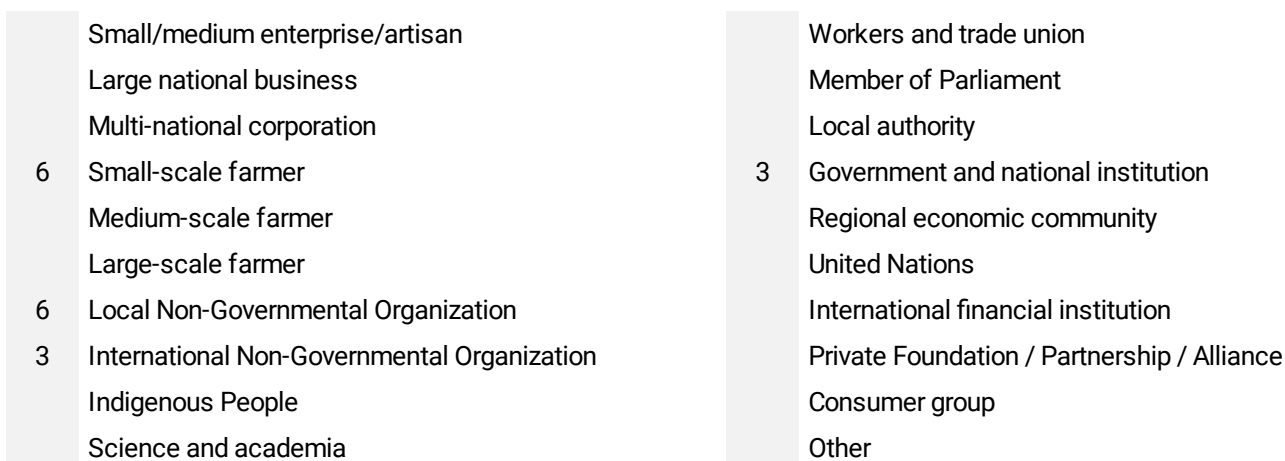 Small/medium enterprise/artisan
Large national business
Multi-national corporation
6 Small-scale farmer
Medium-scale farmer
Large-scale farmer
6 Local Non-Governmental Organization
3 International Non-Governmental Organization
Indigenous People
Science and academia
Workers and trade union
Member of Parliament
Local authority
3 Government and national institution
Regional economic community
United Nations
International financial institution
Private Foundation / Partnership / Alliance
Consumer group
Other